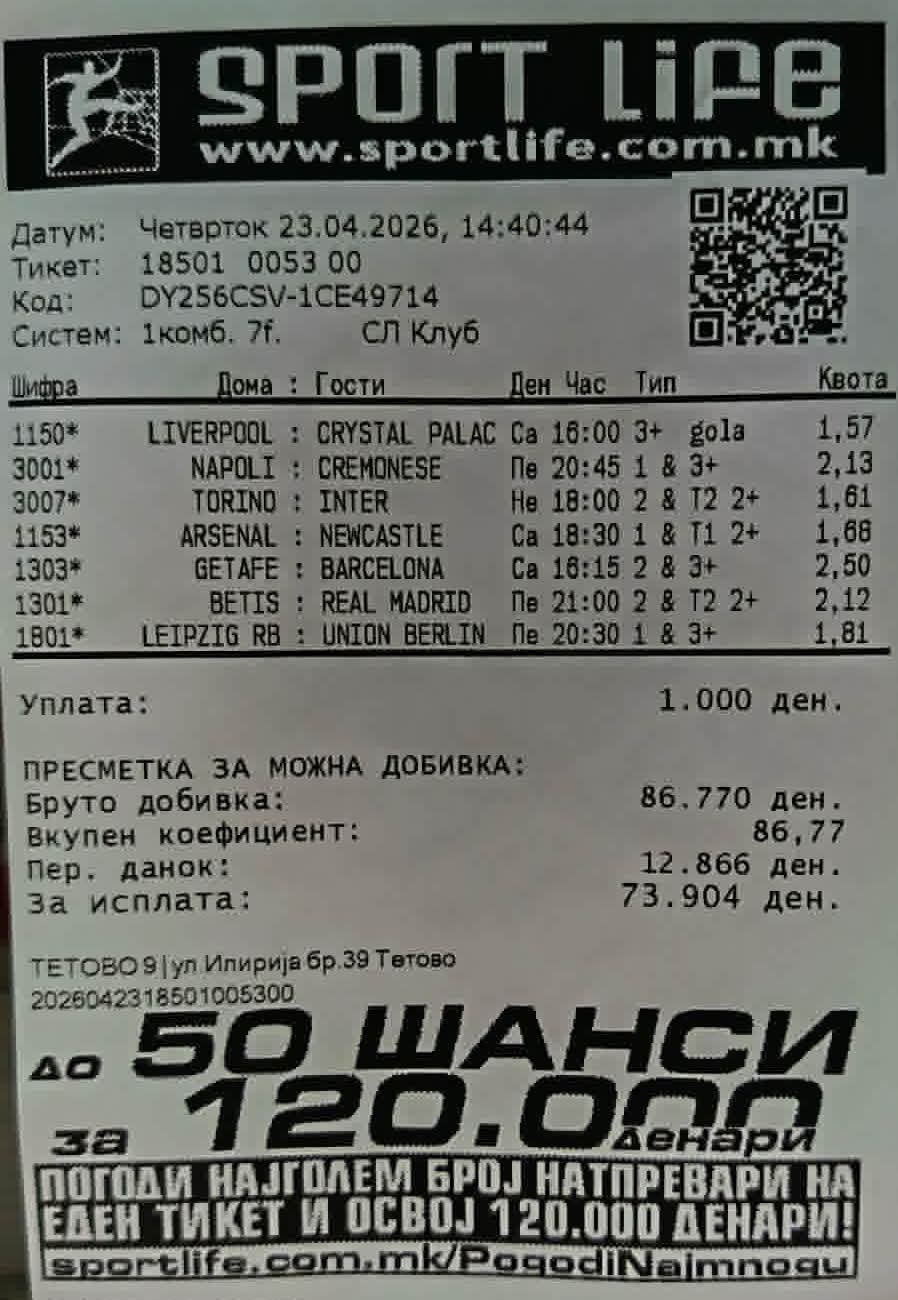 SPORT LiFe
www.sportlife.com.mk
Датум: Четврток 23.04.2026, 14:40:44
Тикет: 18501 0053 00
Код: DY256CSV-1CE49714
Систем: 1комб. 7f. СЛ Клуб
Шифра Дома : Гости Ден Час Тип Квота
1150* LIVERPOOL : CRYSTAL PALAC Са 16:00 3+ gola 1,57
3001* NAPOLI : CREMONESE Пе 20:45 1 & 3+ 2,13
3007* TORINO : INTER Не 18:00 2 & T2 2+ 1,61
1153* ARSENAL : NEWCASTLE Са 18:30 1 & T1 2+ 1,66
1303* GETAFE : BARCELONA Са 16:15 2 & 3+ 2,50
1301* BETIS : REAL MADRID Пе 21:00 2 & T2 2+ 2,12
1801* LEIPZIG RB : UNION BERLIN Пе 20:30 1 & 3+ 1,81
Уплата: 1.000 ден.
ПРЕСМЕТКА ЗА МОЖНА ДОБИВКА:
Бруто добивка: 86.770 ден.
Вкупен коефициент: 86,77
Пер. данок: 12.866 ден.
За исплата: 73.904 ден.
ТЕТОВО 9 | ул.Илирија бр.39 Тетово
2026042318501005300
до 50 ШАНСИ
за 120.000 денари
ПОГОДИ НАЈГОЛЕМ БРОЈ НАТПРЕВАРИ НА
ЕДЕН ТИКЕТ И ОСВОЈ 120.000 ДЕНАРИ!
sportlife.com.mk/PogodiNajmnogu